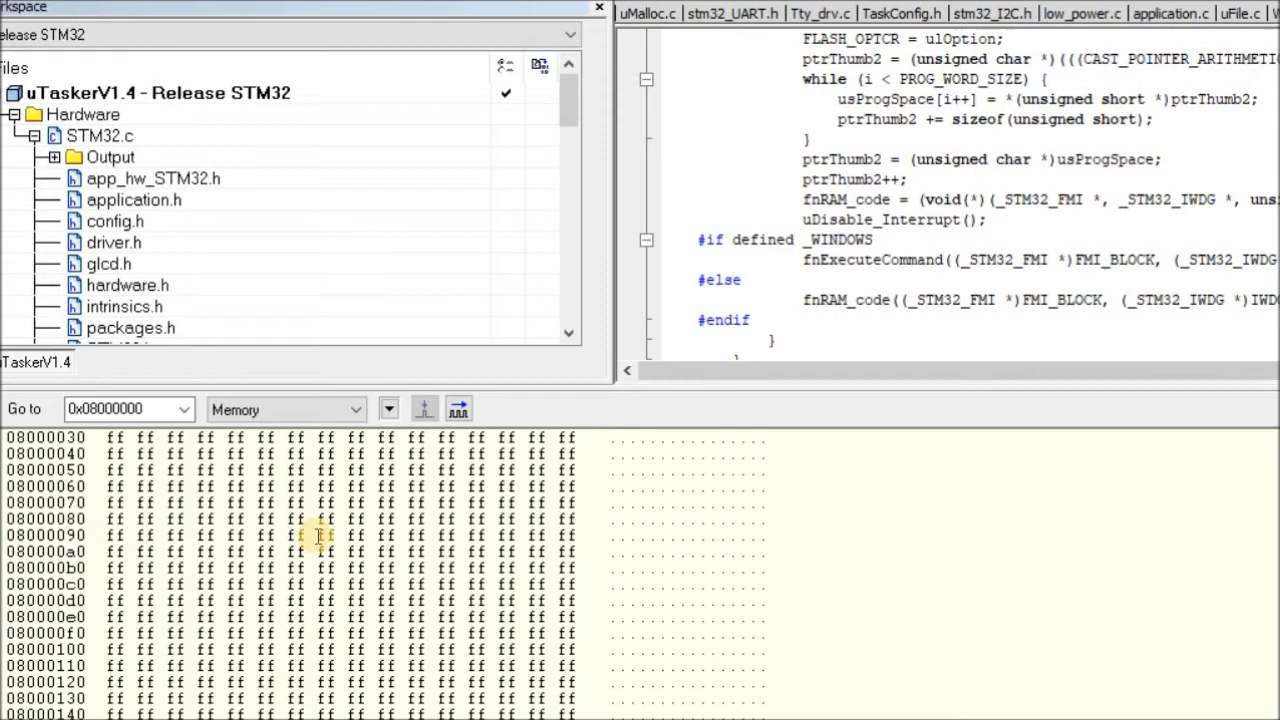 rkspace
elease STM32
iles
uTaskerV1.4 - Release STM32
Hardware
STM32.c
Output
app_hw_STM32.h
application.h
config.h
driver.h
glcd.h
hardware.h
intrinsics.h
packages.h
uTaskerV1.4
uMalloc.c | stm32_UART.h | Tty_drv.c | TaskConfig.h | stm32_I2C.h | low_power.c | application.c | uFile.c
FLASH_OPTCR = ulOption;
ptrThumb2 = (unsigned char *)(((CAST_POINTER_ARITHMETIC
while (i < PROG_WORD_SIZE) {
usProgSpace[i++] = *(unsigned short *)ptrThumb2;
ptrThumb2 += sizeof(unsigned short);
}
ptrThumb2 = (unsigned char *)usProgSpace;
ptrThumb2++;
fnRAM_code = (void(*)(_STM32_FMI *, _STM32_IWDG *, uns
uDisable_Interrupt();
#if defined _WINDOWS
fnExecuteCommand((_STM32_FMI *)FMI_BLOCK, (_STM32_IWDG
#else
fnRAM_code((_STM32_FMI *)FMI_BLOCK, (_STM32_IWDG *)IWD
#endif
}
Go to 0x08000000 Memory
08000030 ff ff ff ff ff ff ff ff ff ff ff ff ff ff ff ff ................
08000040 ff ff ff ff ff ff ff ff ff ff ff ff ff ff ff ff ................
08000050 ff ff ff ff ff ff ff ff ff ff ff ff ff ff ff ff ................
08000060 ff ff ff ff ff ff ff ff ff ff ff ff ff ff ff ff ................
08000070 ff ff ff ff ff ff ff ff ff ff ff ff ff ff ff ff ................
08000080 ff ff ff ff ff ff ff ff ff ff ff ff ff ff ff ff ................
08000090 ff ff ff ff ff ff ff ff ff ff ff ff ff ff ff ff ................
080000a0 ff ff ff ff ff ff ff ff ff ff ff ff ff ff ff ff ................
080000b0 ff ff ff ff ff ff ff ff ff ff ff ff ff ff ff ff ................
080000c0 ff ff ff ff ff ff ff ff ff ff ff ff ff ff ff ff ................
080000d0 ff ff ff ff ff ff ff ff ff ff ff ff ff ff ff ff ................
080000e0 ff ff ff ff ff ff ff ff ff ff ff ff ff ff ff ff ................
080000f0 ff ff ff ff ff ff ff ff ff ff ff ff ff ff ff ff ................
08000100 ff ff ff ff ff ff ff ff ff ff ff ff ff ff ff ff ................
08000110 ff ff ff ff ff ff ff ff ff ff ff ff ff ff ff ff ................
08000120 ff ff ff ff ff ff ff ff ff ff ff ff ff ff ff ff ................
08000130 ff ff ff ff ff ff ff ff ff ff ff ff ff ff ff ff ................
08000140 ff ff ff ff ff ff ff ff ff ff ff ff ff ff ff ff ................